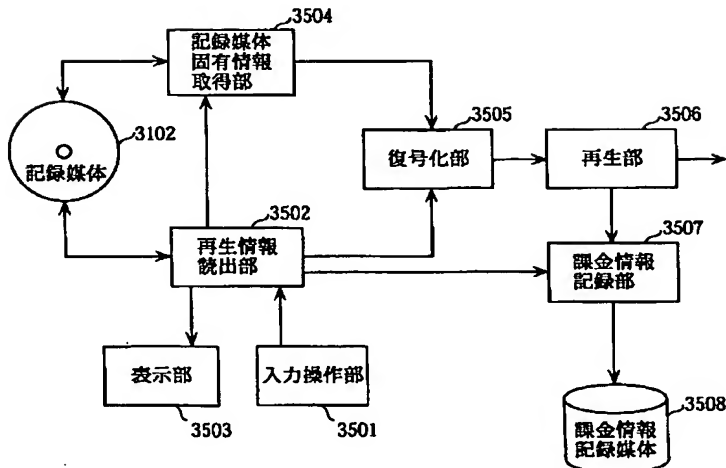 3504
記録媒体
固有情報
取得部
3102
記録媒体
3505
復号化部
3506
再生部
3502
再生情報
読出部
3507
課金情報
記録部
表示部
3503
入力操作部
3501
3508
課金情報
記録媒体